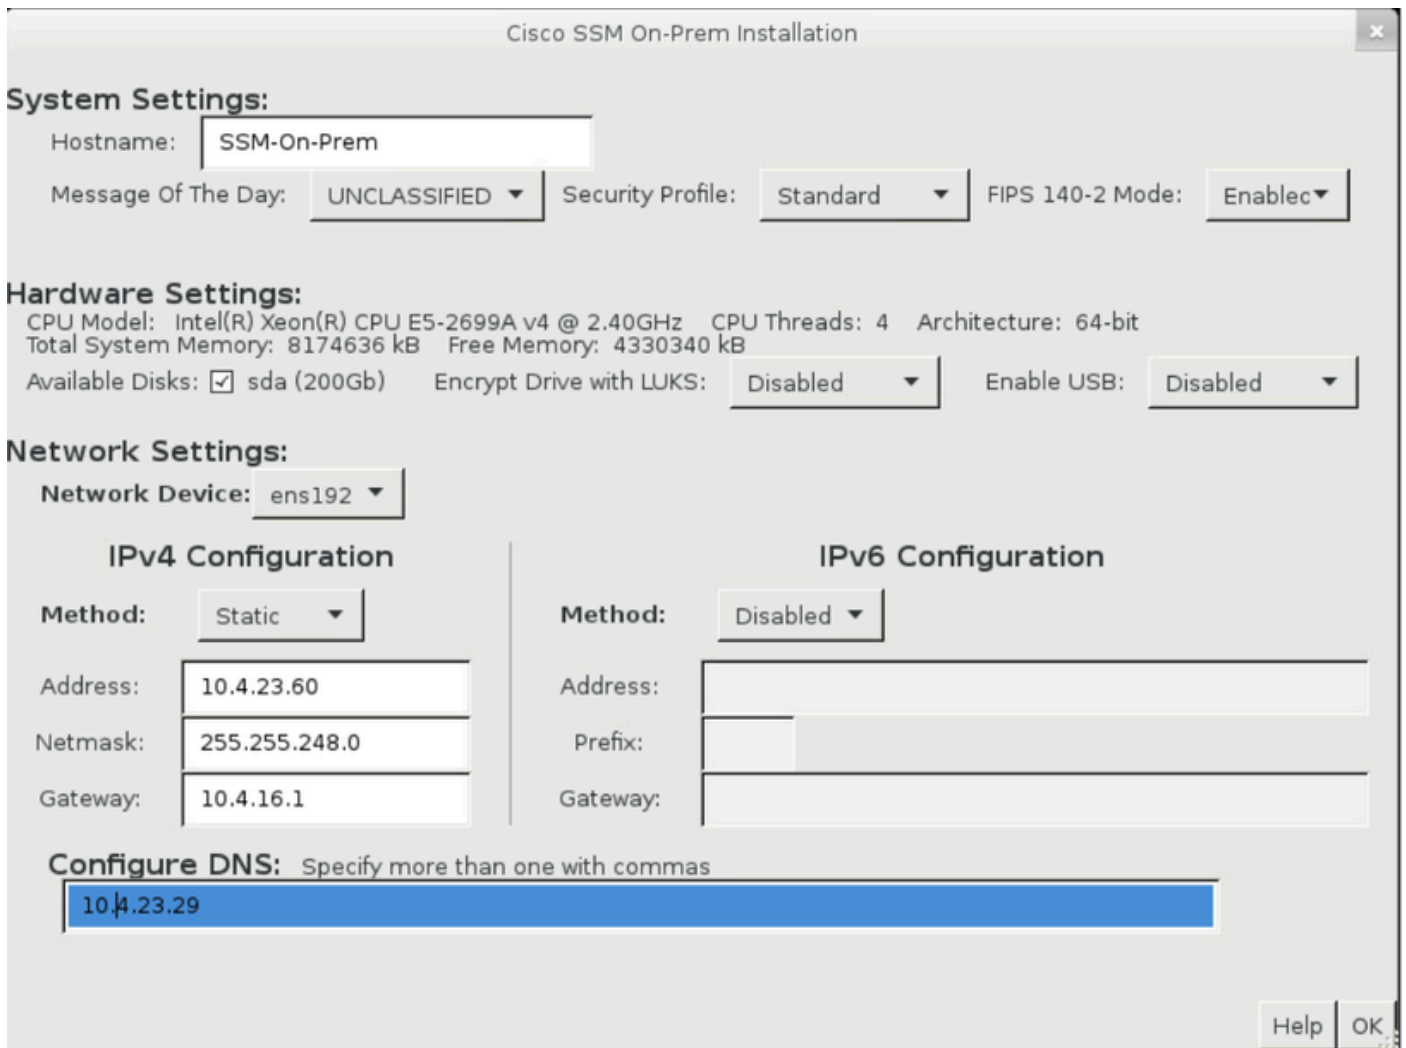 Cisco SSM On-Prem Installation
System Settings:
Hostname: SSM-On-Prem
Message Of The Day: UNCLASSIFIED Security Profile: Standard FIPS 140-2 Mode: Enablec
Hardware Settings:
CPU Model: Intel(R) Xeon(R) CPU E5-2699A v4 @ 2.40GHz CPU Threads: 4 Architecture: 64-bit
Total System Memory: 8174636 kB Free Memory: 4330340 kB
Available Disks: sda (200Gb) Encrypt Drive with LUKS: Disabled Enable USB: Disabled
Network Settings:
Network Device: ens192
IPv4 Configuration IPv6 Configuration
Method: Static Method: Disabled
Address: 10.4.23.60 Address:
Netmask: 255.255.248.0 Prefix:
Gateway: 10.4.16.1 Gateway:
Configure DNS: Specify more than one with commas
10.4.23.29
Help OK